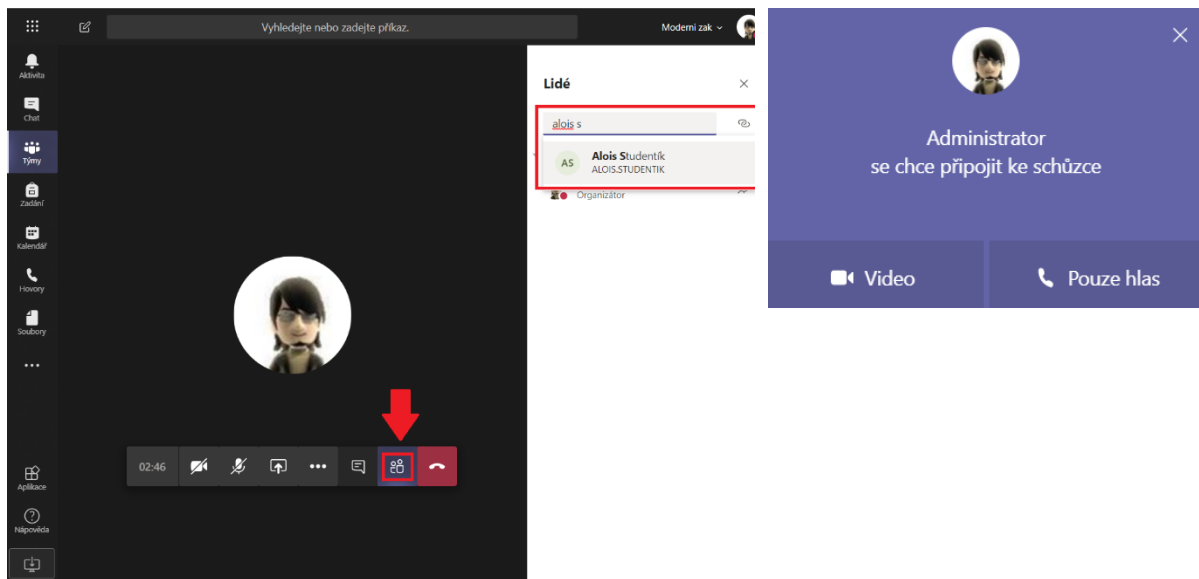 Vyhledejte nebo zadejte příkaz.
Moderni zak
Aktivita
Chat
Týmy
Zadání
Kalendář
Hovory
Soubory
Aplikace
Nápověda
02:46
Lidé
alois s
AS
Alois Studentík
ALOIS.STUDENTIK
Organizátor
Administrator
se chce připojit ke schůzce
Video
Pouze hlas